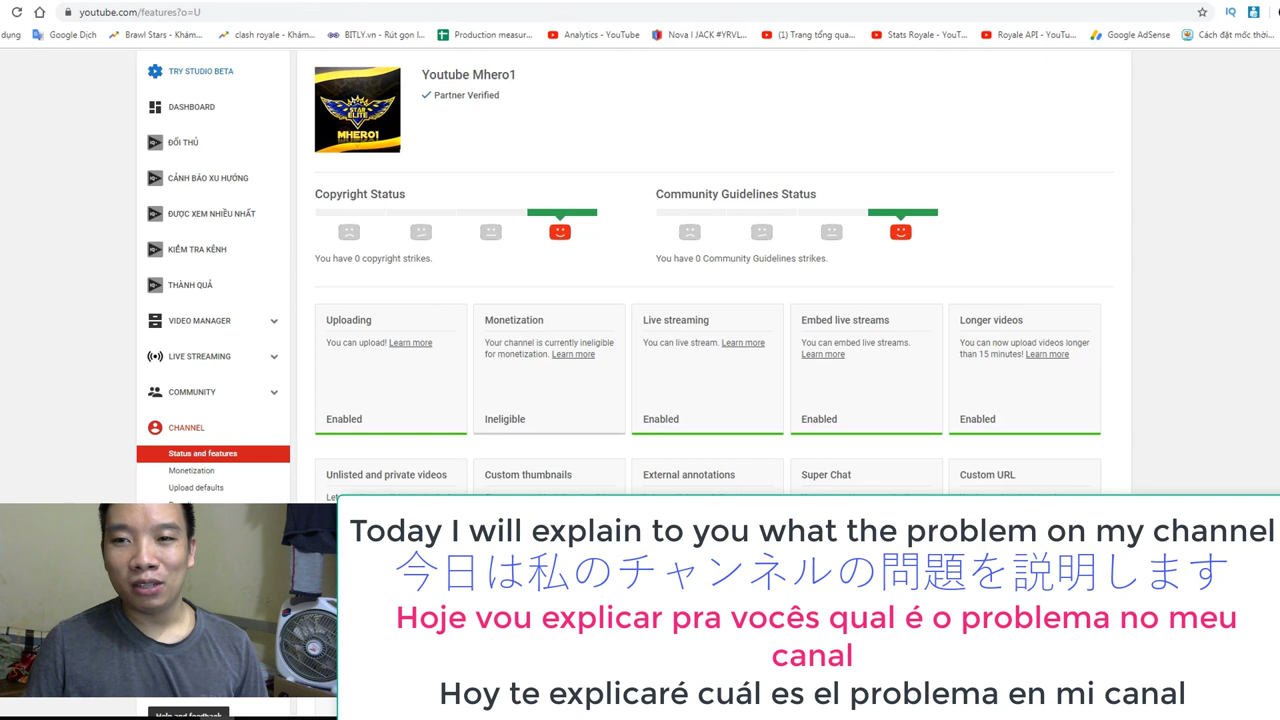 youtube.com/features?o=U
dụng
Google Dịch
Brawl Stars - Khám...
clash royale - Khám...
BITLY.vn - Rút gọn l...
Production measur...
Analytics - YouTube
Nova l JACK #YRVL...
(1) Trang tổng qua...
Stats Royale - YouT...
Royale API - YouTu...
Google AdSense
Cách đặt mốc thời...
TRY STUDIO BETA
DASHBOARD
ĐỐI THỦ
CẢNH BÁO XU HƯỚNG
ĐƯỢC XEM NHIỀU NHẤT
KIỂM TRA KÊNH
THÀNH QUẢ
VIDEO MANAGER
LIVE STREAMING
COMMUNITY
CHANNEL
Status and features
Monetization
Upload defaults
Help and feedback
STAR
ELITE
MHERO1
Youtube Mhero1
Partner Verified
Copyright Status
You have 0 copyright strikes.
Community Guidelines Status
You have 0 Community Guidelines strikes.
Uploading
You can upload! Learn more
Enabled
Monetization
Your channel is currently ineligible
for monetization. Learn more
Ineligible
Live streaming
You can live stream. Learn more
Enabled
Embed live streams
You can embed live streams.
Learn more
Enabled
Longer videos
You can now upload videos longer
than 15 minutes! Learn more
Enabled
Unlisted and private videos
Custom thumbnails
External annotations
Super Chat
Custom URL
Today I will explain to you what the problem on my channel
今日は私のチャンネルの問題を説明します
Hoje vou explicar pra vocês qual é o problema no meu
canal
Hoy te explicaré cuál es el problema en mi canal